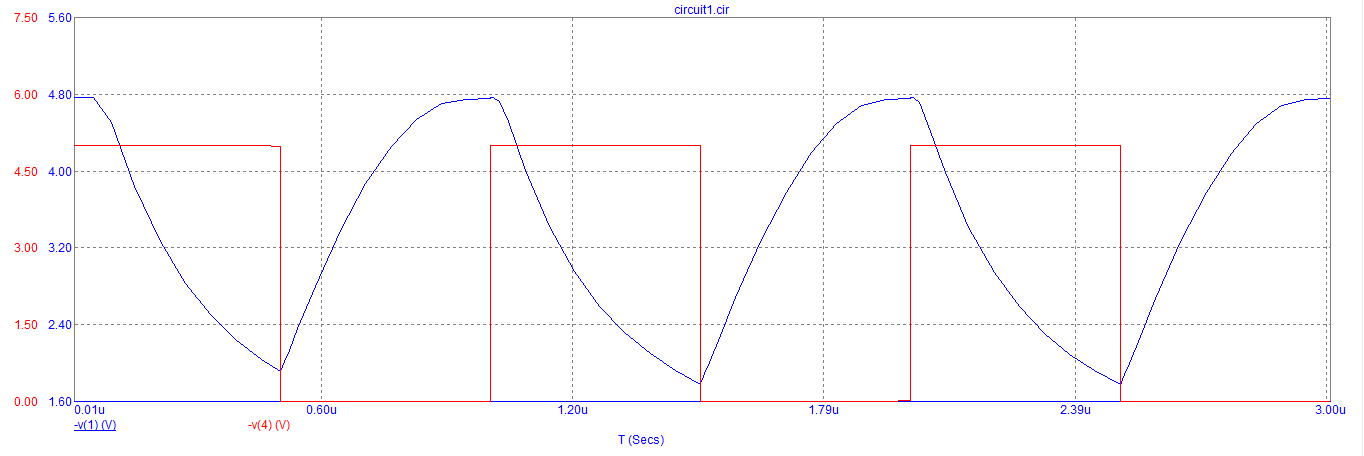 circuit1.cir
7.50 5.60
6.00 4.80
4.50 4.00
3.00 3.20
1.50 2.40
0.00 1.60
0.01u 0.60u 1.20u 1.79u 2.39u 3.00u
-v(1) (V) -v(4) (V)
T (Secs)